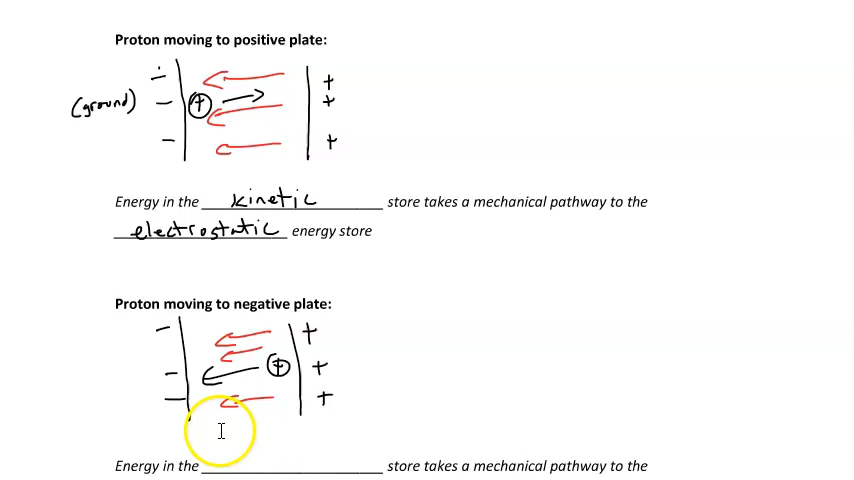 Proton moving to positive plate:
÷ +
(ground) − + +
− +
Energy in the kinetic store takes a mechanical pathway to the
electrostatic energy store
Proton moving to negative plate:
− +
− + +
− +
Energy in the ____________________ store takes a mechanical pathway to the